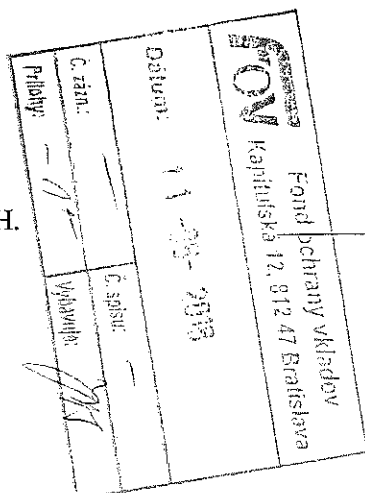 FOV
Fond ochrany vkladov
Kapitulská 12, 812 47 Bratislava
Dátum:
Č. zázn.:
Č. spisu:
Prílohy:
Vybavuje:
H.